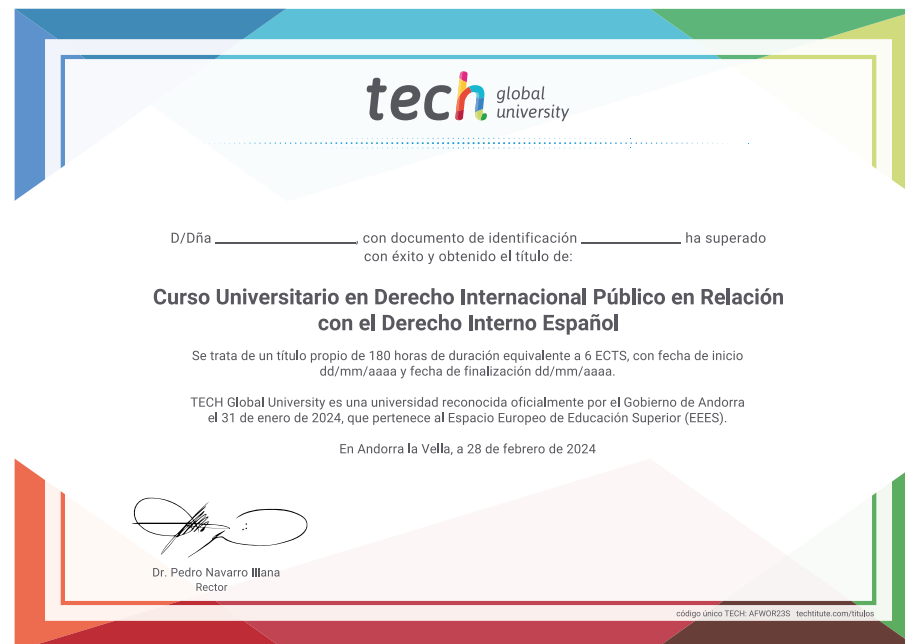 tech global
university
D/Dña ____________________, con documento de identificación ______________ ha superado
con éxito y obtenido el título de:
Curso Universitario en Derecho Internacional Público en Relación
con el Derecho Interno Español
Se trata de un título propio de 180 horas de duración equivalente a 6 ECTS, con fecha de inicio
dd/mm/aaaa y fecha de finalización dd/mm/aaaa.
TECH Global University es una universidad reconocida oficialmente por el Gobierno de Andorra
el 31 de enero de 2024, que pertenece al Espacio Europeo de Educación Superior (EEES).
En Andorra la Vella, a 28 de febrero de 2024
Dr. Pedro Navarro Illana
Rector
código único TECH: AFWOR23S techtitute.com/titulos